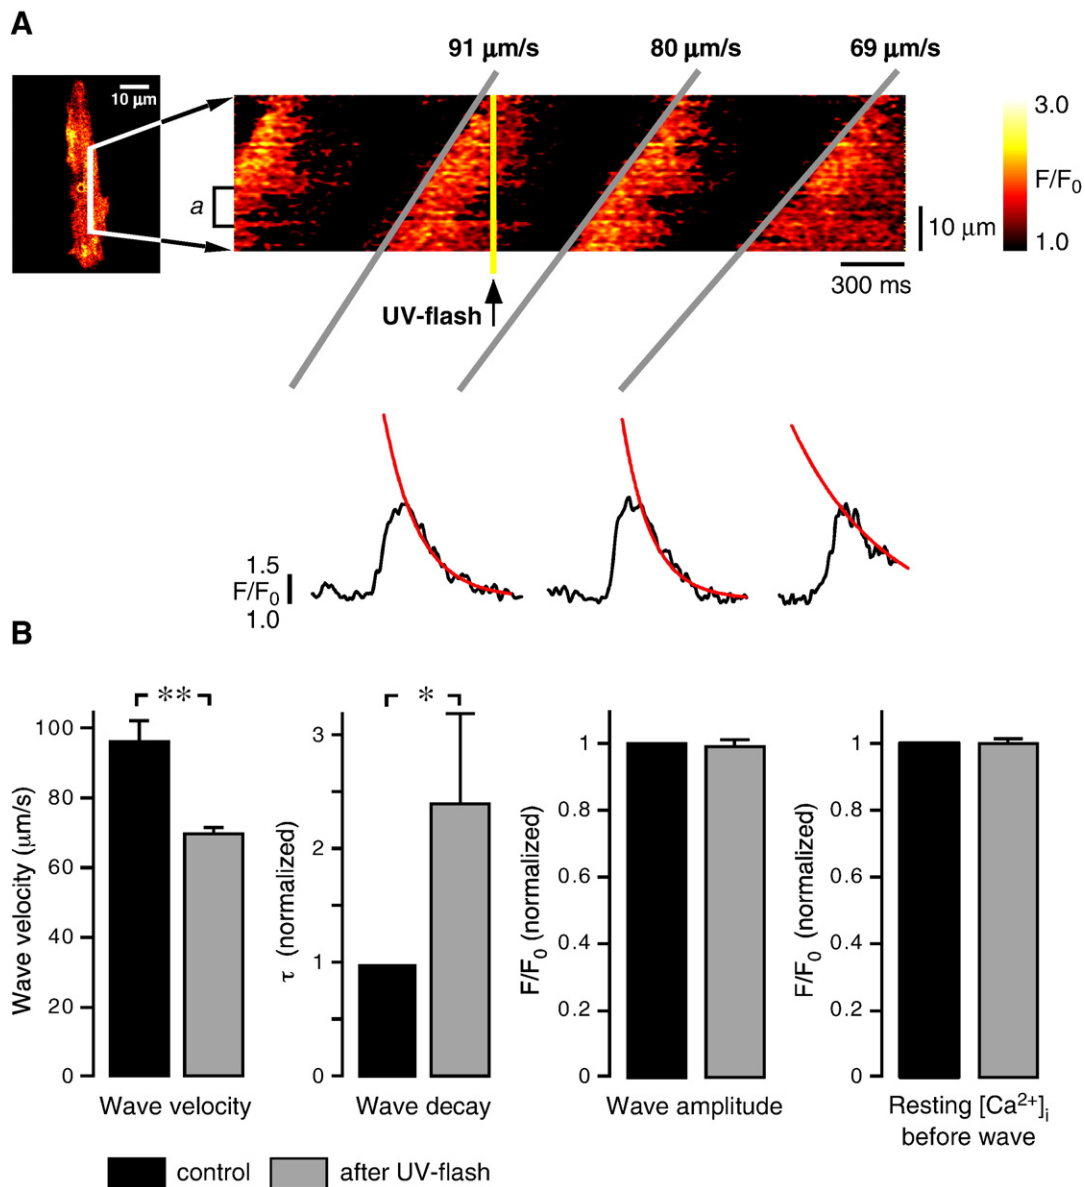 A
91 µm/s 80 µm/s 69 µm/s
10 µm
3.0
F/F0
1.0
a
10 µm
300 ms
UV-flash
1.5
F/F0
1.0
B
** *
100
80
60
40
20
0
Wave velocity (µm/s)
Wave velocity
3
2
1
0
τ (normalized)
Wave decay
1
0.8
0.6
0.4
0.2
0
F/F0 (normalized)
Wave amplitude
1
0.8
0.6
0.4
0.2
0
F/F0 (normalized)
Resting [Ca2+]i
before wave
control after UV-flash